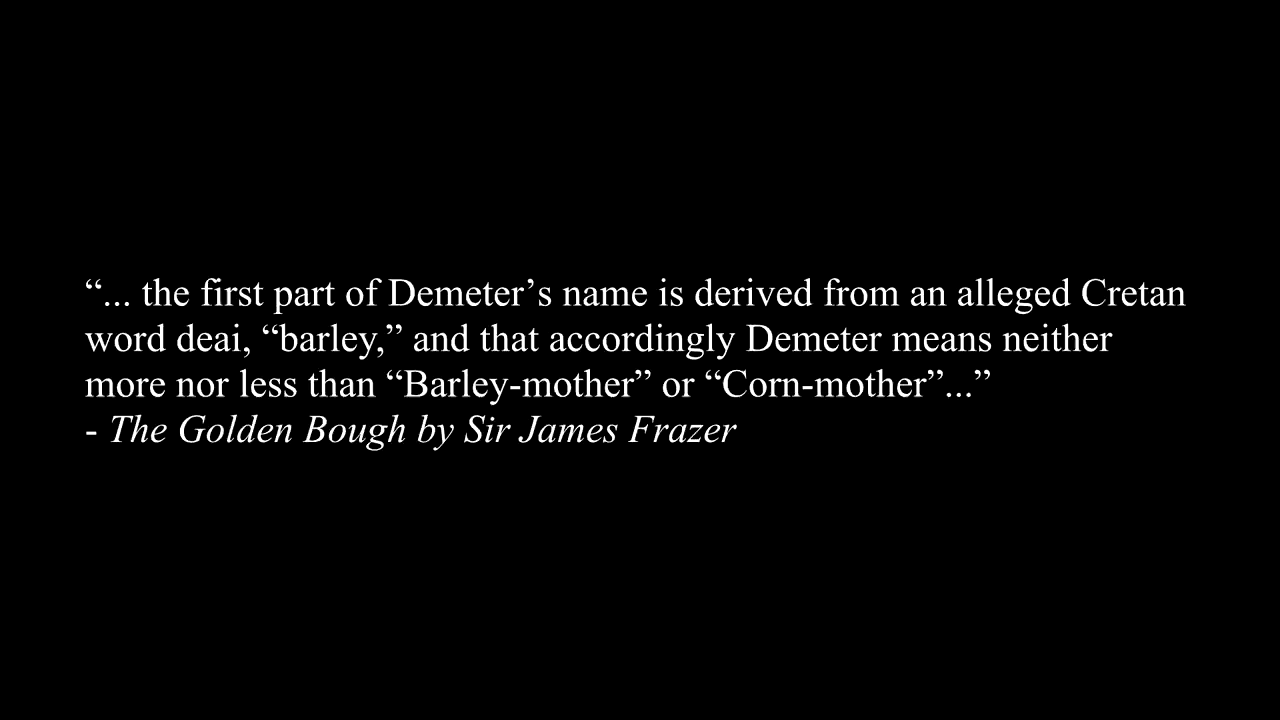 “... the first part of Demeter’s name is derived from an alleged Cretan
word deai, “barley,” and that accordingly Demeter means neither
more nor less than “Barley-mother” or “Corn-mother”...”
- The Golden Bough by Sir James Frazer